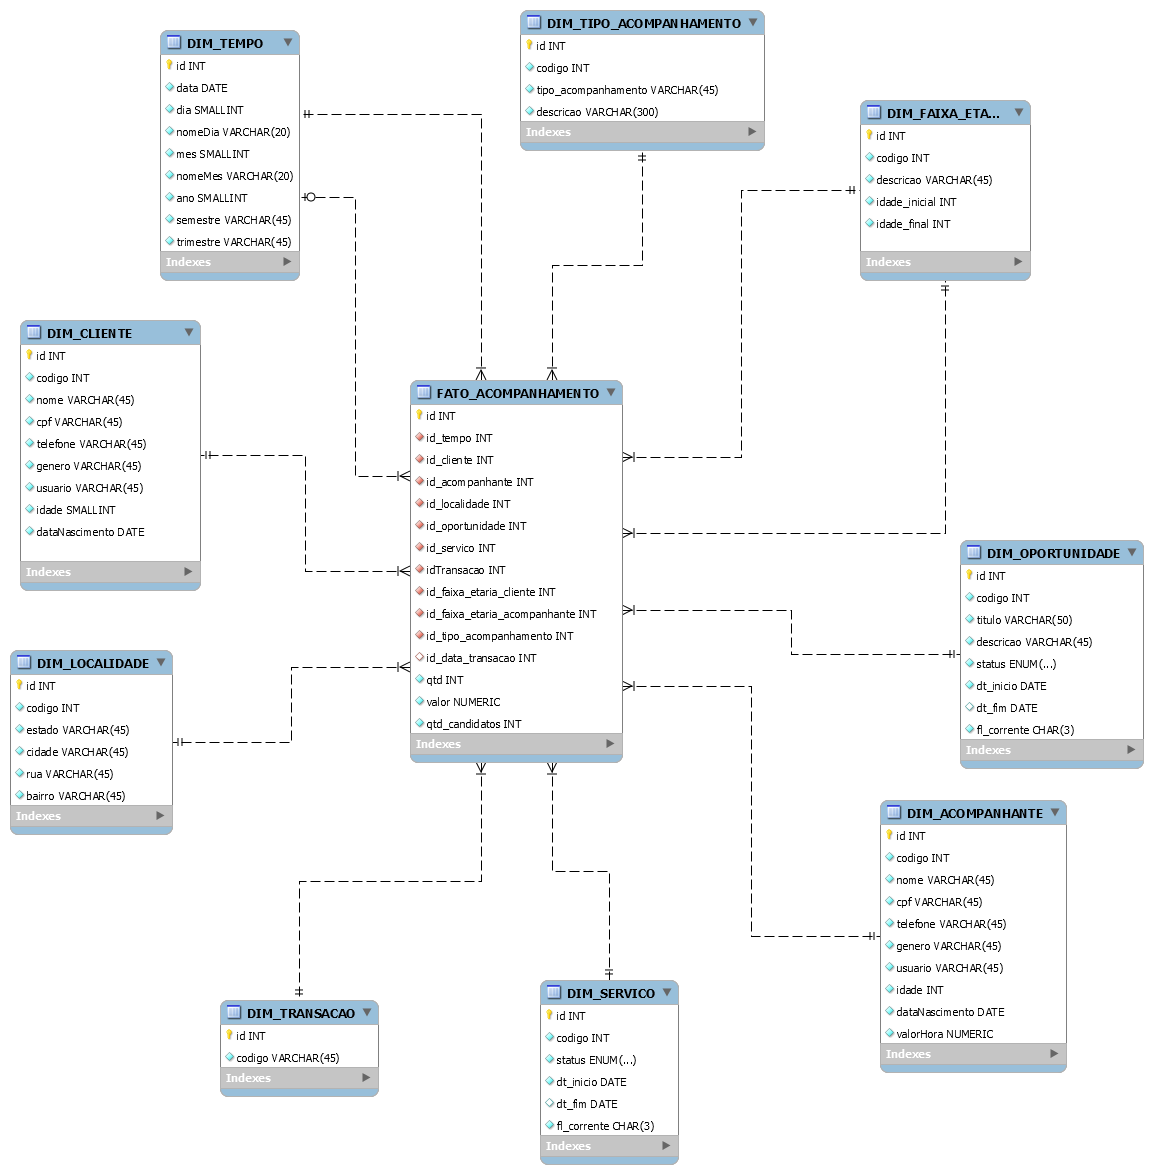 DIM_TIPO_ACOMPANHAMENTO
id INT
codigo INT
tipo_acompanhamento VARCHAR(45)
descricao VARCHAR(300)
Indexes
DIM_TEMPO
id INT
data DATE
dia SMALLINT
nomeDia VARCHAR(20)
mes SMALLINT
nomeMes VARCHAR(20)
ano SMALLINT
semestre VARCHAR(45)
trimestre VARCHAR(45)
Indexes
DIM_FAIXA_ETA...
id INT
codigo INT
descricao VARCHAR(45)
idade_inicial INT
idade_final INT
Indexes
DIM_CLIENTE
id INT
codigo INT
nome VARCHAR(45)
cpf VARCHAR(45)
telefone VARCHAR(45)
genero VARCHAR(45)
usuario VARCHAR(45)
idade SMALLINT
dataNascimento DATE
Indexes
FATO_ACOMPANHAMENTO
id INT
id_tempo INT
id_cliente INT
id_acompanhante INT
id_localidade INT
id_oportunidade INT
id_servico INT
idTransacao INT
id_faixa_etaria_cliente INT
id_faixa_etaria_acompanhante INT
id_tipo_acompanhamento INT
id_data_transacao INT
qtd INT
valor NUMERIC
qtd_candidatos INT
Indexes
DIM_OPORTUNIDADE
id INT
codigo INT
titulo VARCHAR(50)
descricao VARCHAR(45)
status ENUM(...)
dt_inicio DATE
dt_fim DATE
fl_corrente CHAR(3)
Indexes
DIM_LOCALIDADE
id INT
codigo INT
estado VARCHAR(45)
cidade VARCHAR(45)
rua VARCHAR(45)
bairro VARCHAR(45)
Indexes
DIM_ACOMPANHANTE
id INT
codigo INT
nome VARCHAR(45)
cpf VARCHAR(45)
telefone VARCHAR(45)
genero VARCHAR(45)
usuario VARCHAR(45)
idade INT
dataNascimento DATE
valorHora NUMERIC
Indexes
DIM_TRANSACAO
id INT
codigo VARCHAR(45)
Indexes
DIM_SERVICO
id INT
codigo INT
status ENUM(...)
dt_inicio DATE
dt_fim DATE
fl_corrente CHAR(3)
Indexes